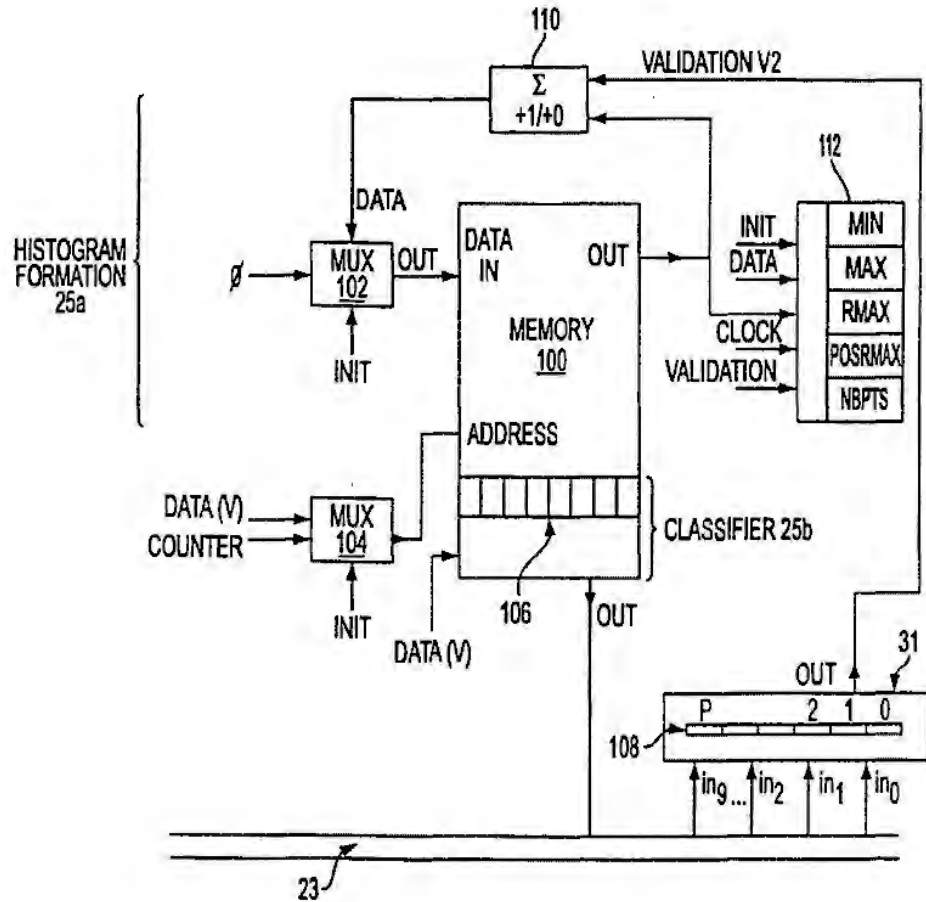 110
VALIDATION V2
Σ
+1/+0
112
DATA
MIN
INIT
HISTOGRAM
FORMATION
25a
DATA
IN
OUT
MAX
DATA
ø
MUX
102
OUT
RMAX
MEMORY
100
CLOCK
POSRMAX
INIT
VALIDATION
NBPTS
ADDRESS
DATA (V)
COUNTER
MUX
104
CLASSIFIER 25b
106
INIT
OUT
DATA (V)
OUT
31
P 2 1 0
108
in9... in2 in1 in0
23